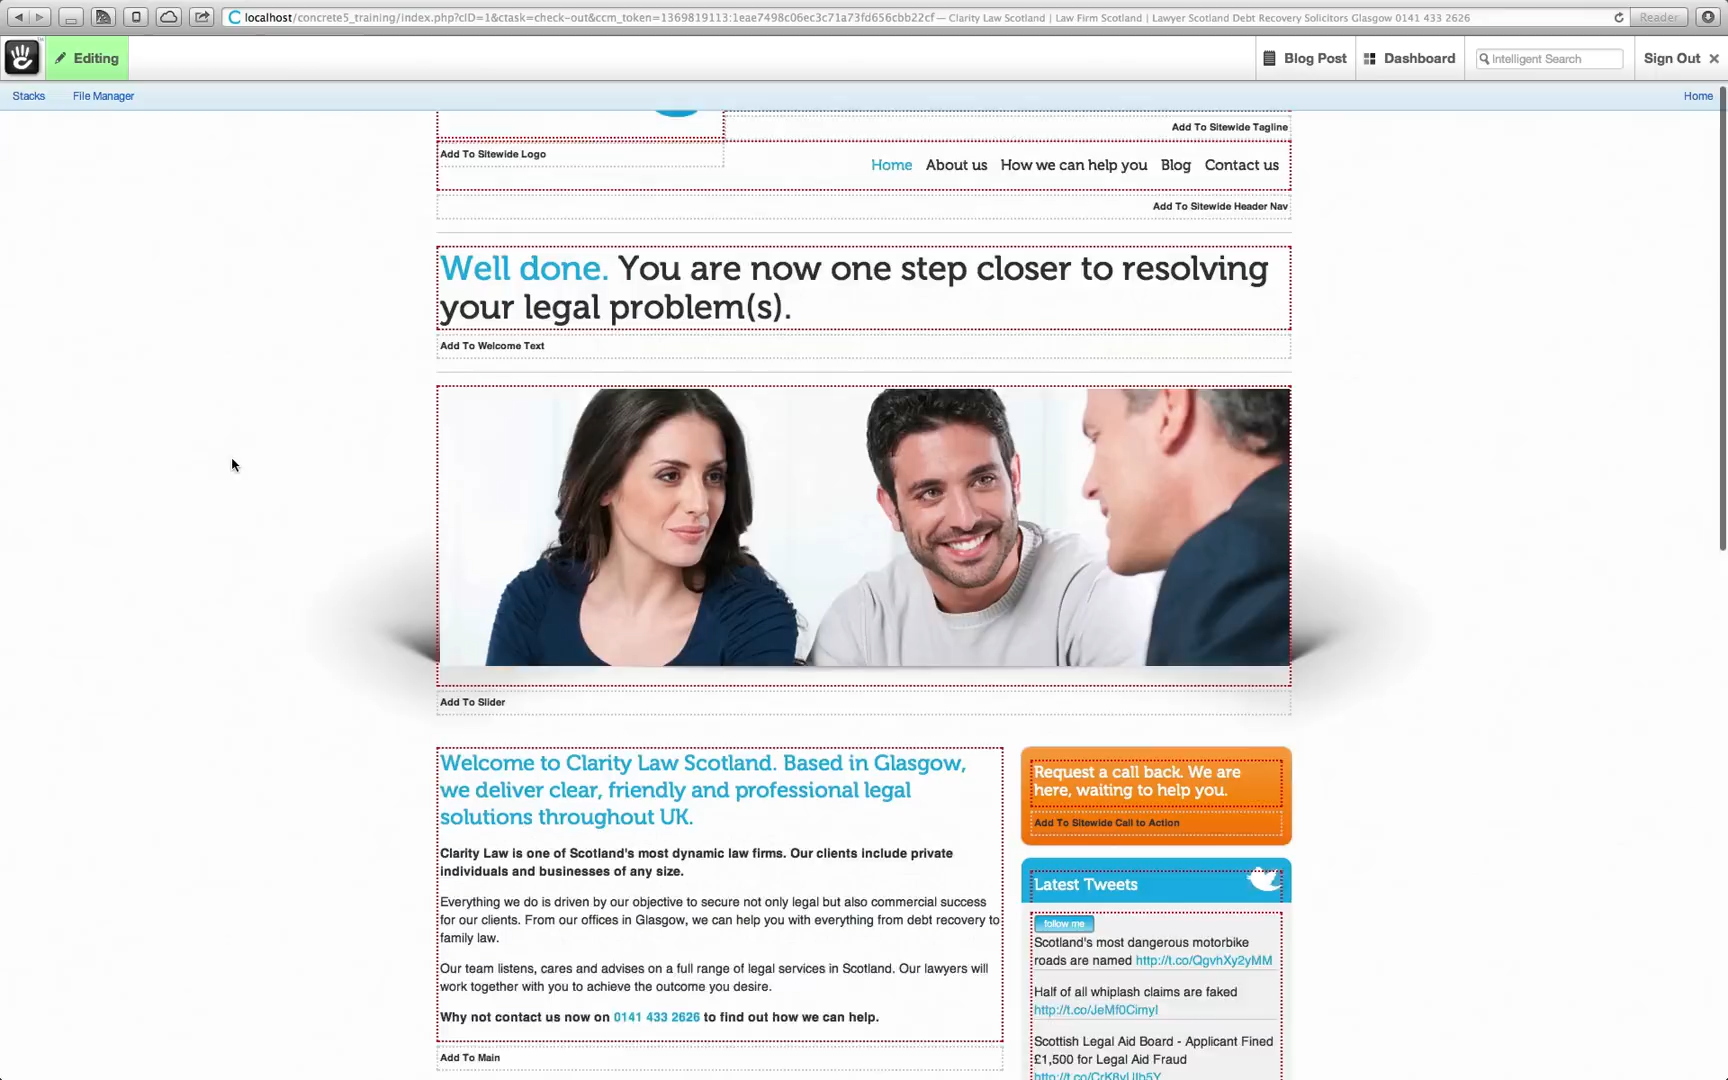 localhost/concrete5_training/index.php?cID=1&ctask=check-out&ccm_token=1369819113:1eae7498c06ec3c71a73fd656cbb22cf — Clarity Law Scotland | Law Firm Scotland | Lawyer Scotland Debt Recovery Solicitors Glasgow 0141 433 2626
Reader
Editing
Blog Post
Dashboard
Intelligent Search
Sign Out
Stacks
File Manager
Home
Add To Sitewide Tagline
Add To Sitewide Logo
Home About us How we can help you Blog Contact us
Add To Sitewide Header Nav
Well done. You are now one step closer to resolving
your legal problem(s).
Add To Welcome Text
Add To Slider
Welcome to Clarity Law Scotland. Based in Glasgow,
we deliver clear, friendly and professional legal
solutions throughout UK.
Clarity Law is one of Scotland's most dynamic law firms. Our clients include private
individuals and businesses of any size.
Everything we do is driven by our objective to secure not only legal but also commercial success
for our clients. From our offices in Glasgow, we can help you with everything from debt recovery to
family law.
Our team listens, cares and advises on a full range of legal services in Scotland. Our lawyers will
work together with you to achieve the outcome you desire.
Why not contact us now on 0141 433 2626 to find out how we can help.
Add To Main
Request a call back. We are
here, waiting to help you.
Add To Sitewide Call to Action
Latest Tweets
follow me
Scotland's most dangerous motorbike
roads are named http://t.co/QgvhXy2yMM
Half of all whiplash claims are faked
http://t.co/JeMf0CimyI
Scottish Legal Aid Board - Applicant Fined
£1,500 for Legal Aid Fraud